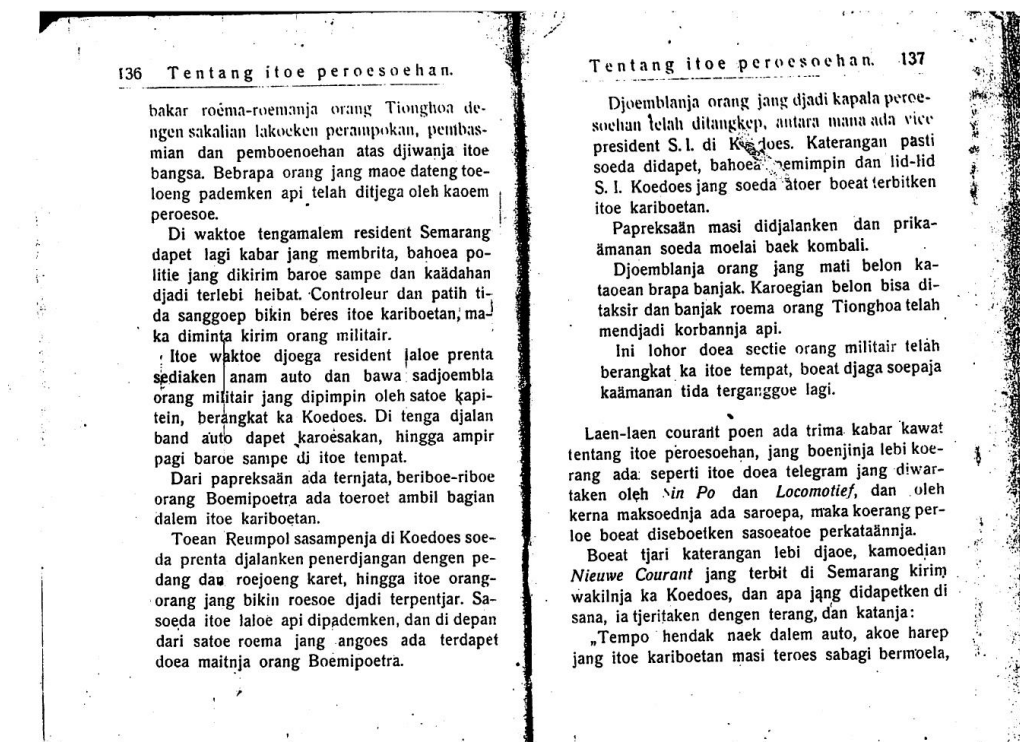 136 Tentang itoe peroesoehan.
bakar roema-roemanja orang Tionghoa de-
ngen sakalian lakoeken perampokan, pembas-
mian dan pemboenoehan atas djiwanja itoe
bangsa. Bebrapa orang jang maoe dateng toe-
loeng pademken api telah ditjega oleh kaoem
peroesoe.
Di waktoe tengamalem resident Semarang
dapet lagi kabar jang membrita, bahoea po-
litie jang dikirim baroe sampe dan kaädahan
djadi terlebi heibat. Controleur dan patih ti-
da sanggoep bikin beres itoe kariboetan, ma-
ka diminta kirim orang militair.
Itoe waktoe djoega resident laloe prenta
sediaken anam auto dan bawa sadjoembla
orang militair jang dipimpin oleh satoe kapi-
tein, berangkat ka Koedoes. Di tenga djalan
band auto dapet karoesakan, hingga ampir
pagi baroe sampe di itoe tempat.
Dari papreksaän ada ternjata, beriboe-riboe
orang Boemipoetra ada toeroet ambil bagian
dalem itoe kariboetan.
Toean Reumpol sasampenja di Koedoes soe-
da prenta djalanken penerdjangan dengen pe-
dang dan roejoeng karet, hingga itoe orang-
orang jang bikin roesoe djadi terpentjar. Sa-
soeda itoe laloe api dipademken, dan di depan
dari satoe roema jang angoes ada terdapet
doea maitnja orang Boemipoetra.
Tentang itoe peroesoehan. 137
Djoemblanja orang jang djadi kapala peroe-
soehan telah ditangkep, antara mana ada vice
president S. I. di Koedoes. Katerangan pasti
soeda didapet, bahoea pemimpin dan lid-lid
S. I. Koedoes jang soeda atoer boeat terbitken
itoe kariboetan.
Papreksaän masi didjalanken dan prika-
ämanan soeda moelai baek kombali.
Djoemblanja orang jang mati belon ka-
taoean brapa banjak. Karoegian belon bisa di-
taksir dan banjak roema orang Tionghoa telah
mendjadi korbannja api.
Ini lohor doea sectie orang militair telah
berangkat ka itoe tempat, boeat djaga soepaja
kaämanan tida terganggoe lagi.
Laen-laen courant poen ada trima kabar kawat
tentang itoe peroesoehan, jang boenjinja lebi koe-
rang ada seperti itoe doea telegram jang diwar-
taken oleh Sin Po dan Locomotief, dan oleh
kerna maksoednja ada saroepa, maka koerang per-
loe boeat diseboetken sasoeatoe perkataännja.
Boeat tjari katerangan lebi djaoe, kamoedian
Nieuwe Courant jang terbit di Semarang kirim
wakilnja ka Koedoes, dan apa jang didapetken di
sana, ia tjeritaken dengen terang, dan katanja:
„Tempo hendak naek dalem auto, akoe harep
jang itoe kariboetan masi teroes sabagi bermoela,